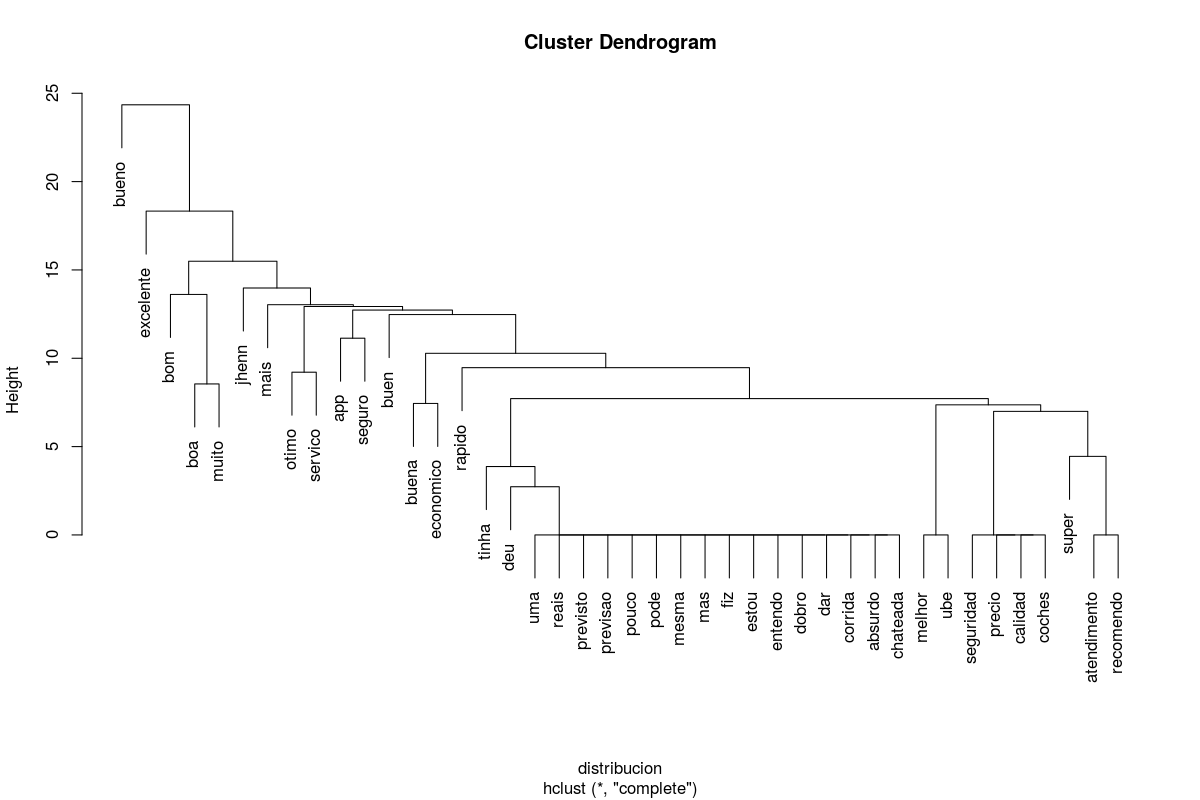 Cluster Dendrogram
Height
25
20
15
10
5
0
bueno
excelente
bom
boa
muito
jhenn
mais
otimo
servico
app
seguro
buen
buena
economico
rapido
tinha
deu
uma
reais
previsto
previsao
pouco
pode
mesma
mas
fiz
estou
entendo
dobro
dar
corrida
absurdo
chateada
melhor
ube
seguridad
precio
calidad
coches
super
atendimento
recomendo
distribucion
hclust (*, "complete")